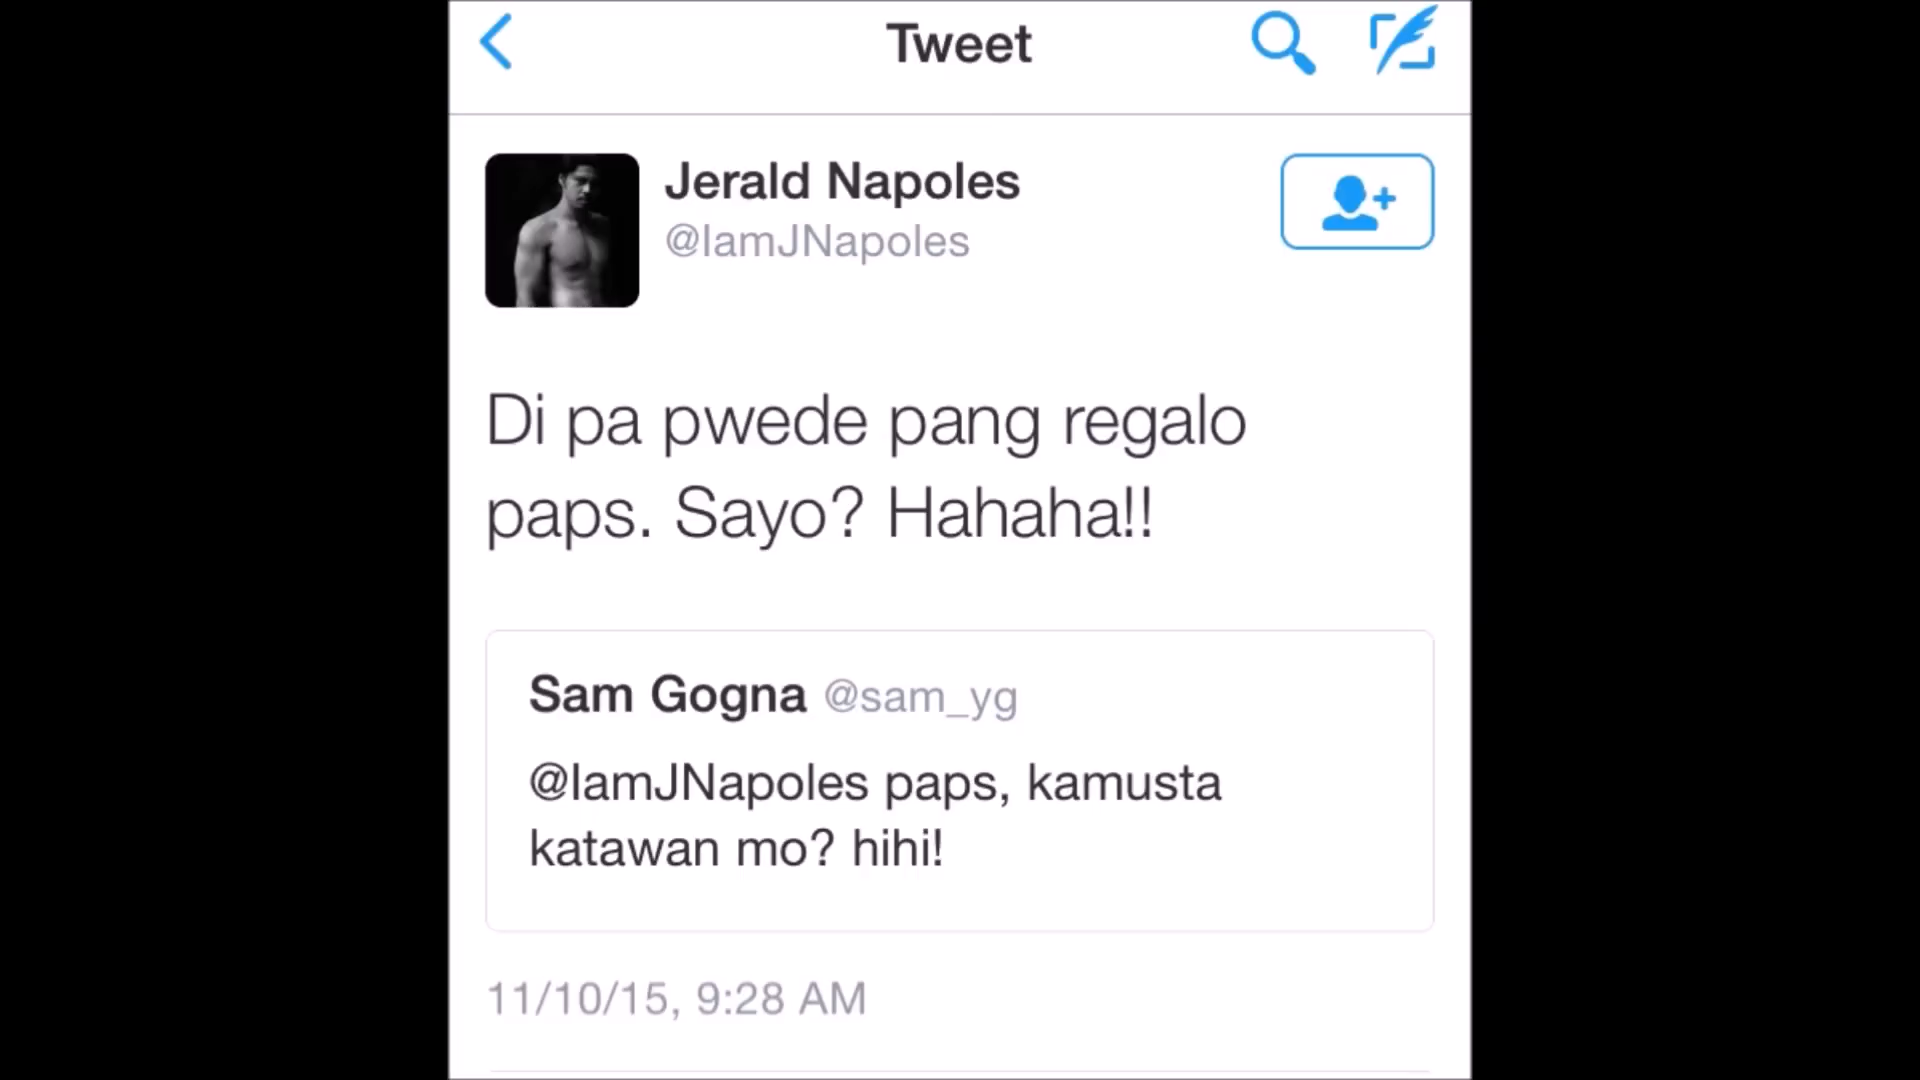 Tweet
Jerald Napoles
@IamJNapoles
Di pa pwede pang regalo
paps. Sayo? Hahaha!!
Sam Gogna @sam_yg
@IamJNapoles paps, kamusta
katawan mo? hihi!
11/10/15, 9:28 AM